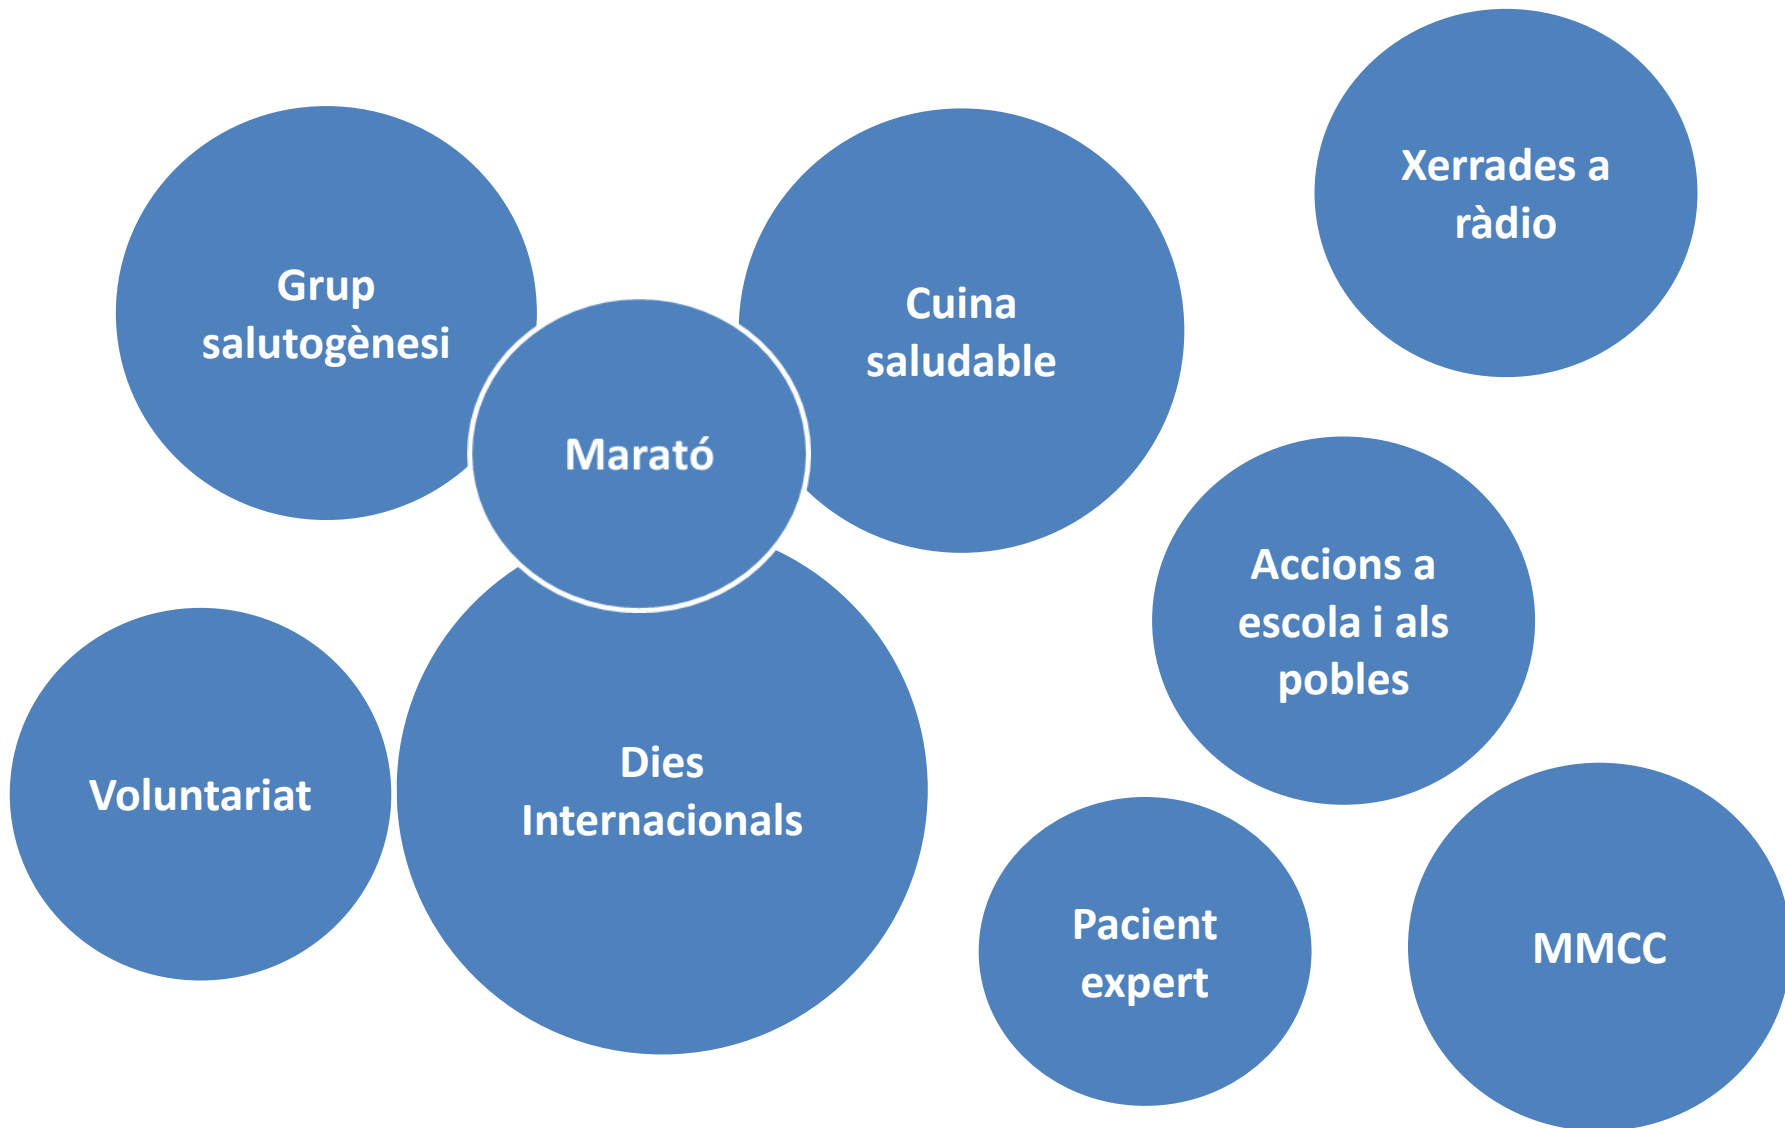 Grup
salutogènesi
Cuina
saludable
Xerrades a
ràdio
Marató
Accions a
escola i als
pobles
Voluntariat
Dies
Internacionals
Pacient
expert
MMCC